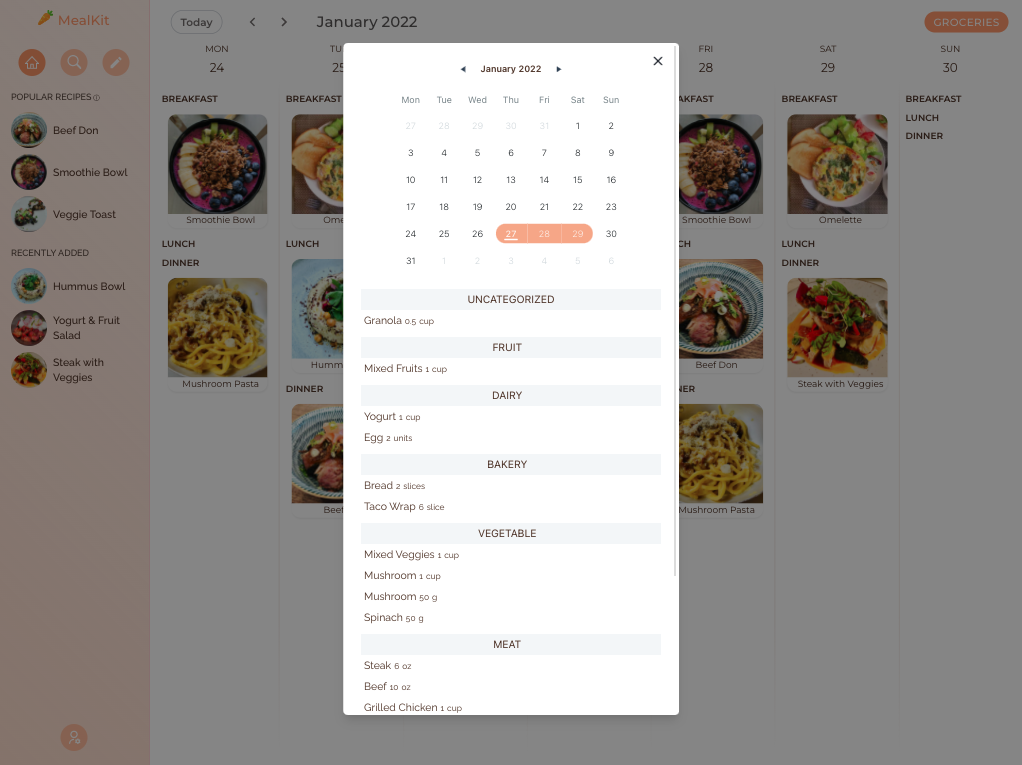 MealKit
Today
January 2022
GROCERIES
MON
TU
FRI
SAT
SUN
24
25
28
29
30
POPULAR RECIPES
Beef Don
Smoothie Bowl
Veggie Toast
RECENTLY ADDED
Hummus Bowl
Yogurt & Fruit
Salad
Steak with
Veggies
BREAKFAST
Smoothie Bowl
LUNCH
DINNER
Mushroom Pasta
BREAKFAST
Ome
LUNCH
Humm
DINNER
Beef
January 2022
Mon Tue Wed Thu Fri Sat Sun
27 28 29 30 31 1 2
3 4 5 6 7 8 9
10 11 12 13 14 15 16
17 18 19 20 21 22 23
24 25 26 27 28 29 30
31 1 2 3 4 5 6
UNCATEGORIZED
Granola 0.5 cup
FRUIT
Mixed Fruits 1 cup
DAIRY
Yogurt 1 cup
Egg 2 units
BAKERY
Bread 2 slices
Taco Wrap 6 slice
VEGETABLE
Mixed Veggies 1 cup
Mushroom 1 cup
Mushroom 50 g
Spinach 50 g
MEAT
Steak 6 oz
Beef 10 oz
Grilled Chicken 1 cup
AKFAST
Smoothie Bowl
Beef Don
NER
Mushroom Pasta
BREAKFAST
Omelette
LUNCH
DINNER
Steak with Veggies
BREAKFAST
LUNCH
DINNER